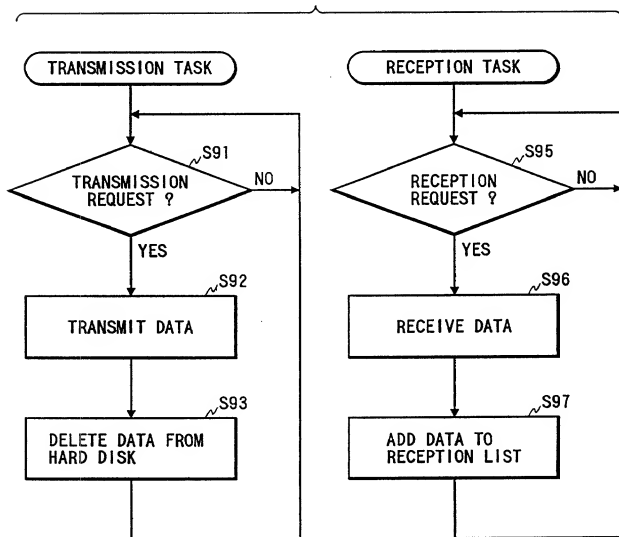 TRANSMISSION TASK
S91
TRANSMISSION
REQUEST ?
NO
YES
S92
TRANSMIT DATA
S93
DELETE DATA FROM
HARD DISK
RECEPTION TASK
S95
RECEPTION
REQUEST ?
NO
YES
S96
RECEIVE DATA
S97
ADD DATA TO
RECEPTION LIST